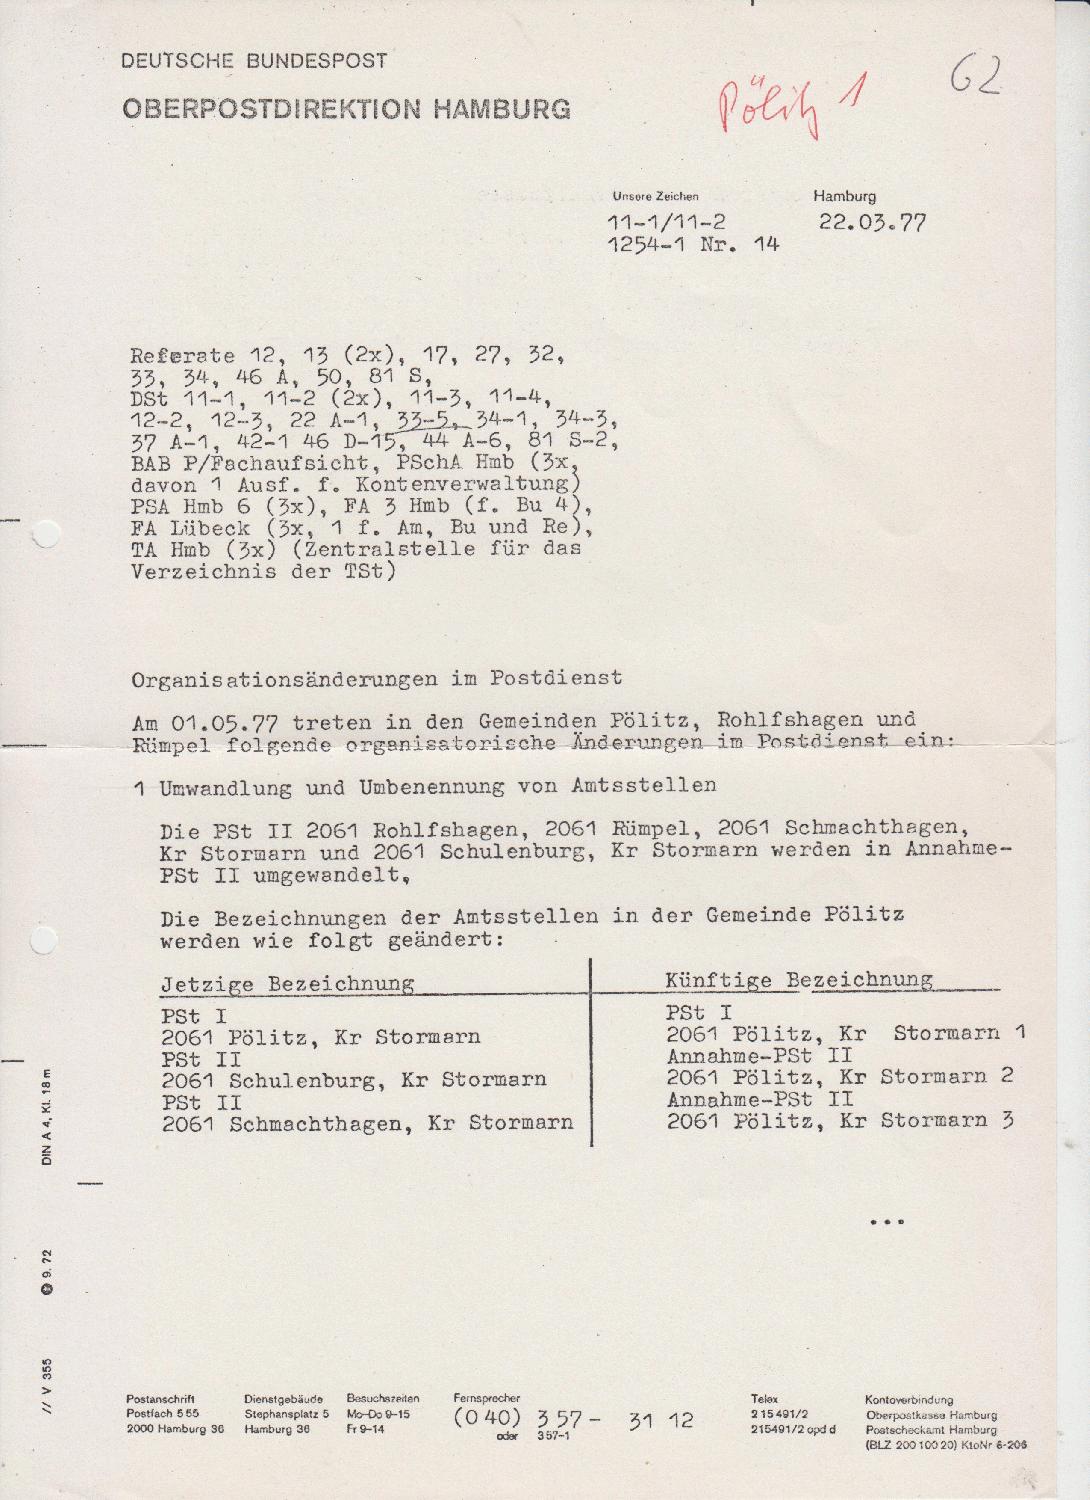 DEUTSCHE BUNDESPOST
OBERPOSTDIREKTION HAMBURG
Pölitz 1
62
Unsere Zeichen
Hamburg
11-1/11-2
22.03.77
1254-1 Nr. 14
Referate 12, 13 (2x), 17, 27, 32,
33, 34, 46 A, 50, 81 S,
DSt 11-1, 11-2 (2x), 11-3, 11-4,
12-2, 12-3, 22 A-1, 33-5, 34-1, 34-3,
37 A-1, 42-1 46 D-15, 44 A-6, 81 S-2,
BAB P/Fachaufsicht, PSchA Hmb (3x,
davon 1 Ausf. f. Kontenverwaltung)
PSA Hmb 6 (3x), FA 3 Hmb (f. Bu 4),
FA Lübeck (3x, 1 f. Am, Bu und Re),
TA Hmb (3x) (Zentralstelle für das
Verzeichnis der TSt)
Organisationsänderungen im Postdienst
Am 01.05.77 treten in den Gemeinden Pölitz, Rohlfshagen und
Rümpel folgende organisatorische Änderungen im Postdienst ein:
1 Umwandlung und Umbenennung von Amtsstellen
Die PSt II 2061 Rohlfshagen, 2061 Rümpel, 2061 Schmachthagen,
Kr Stormarn und 2061 Schulenburg, Kr Stormarn werden in Annahme-
PSt II umgewandelt,
Die Bezeichnungen der Amtsstellen in der Gemeinde Pölitz
werden wie folgt geändert:
Jetzige Bezeichnung
Künftige Bezeichnung
PSt I
PSt I
2061 Pölitz, Kr Stormarn
2061 Pölitz, Kr Stormarn 1
PSt II
Annahme-PSt II
2061 Schulenburg, Kr Stormarn
2061 Pölitz, Kr Stormarn 2
PSt II
Annahme-PSt II
2061 Schmachthagen, Kr Stormarn
2061 Pölitz, Kr Stormarn 3
...
// V 355
9. 72
DIN A 4, Kl. 18 m
Postanschrift
Postfach 5 55
2000 Hamburg 36
Dienstgebäude
Stephansplatz 5
Hamburg 36
Besuchszeiten
Mo-Do 9-15
Fr 9-14
Fernsprecher
(0 40) 3 57 - 31 12
oder 3 57-1
Telex
2 15 491/2
215491/2 opd d
Kontoverbindung
Oberpostkasse Hamburg
Postscheckamt Hamburg
(BLZ 200 100 20) KtoNr 6-206